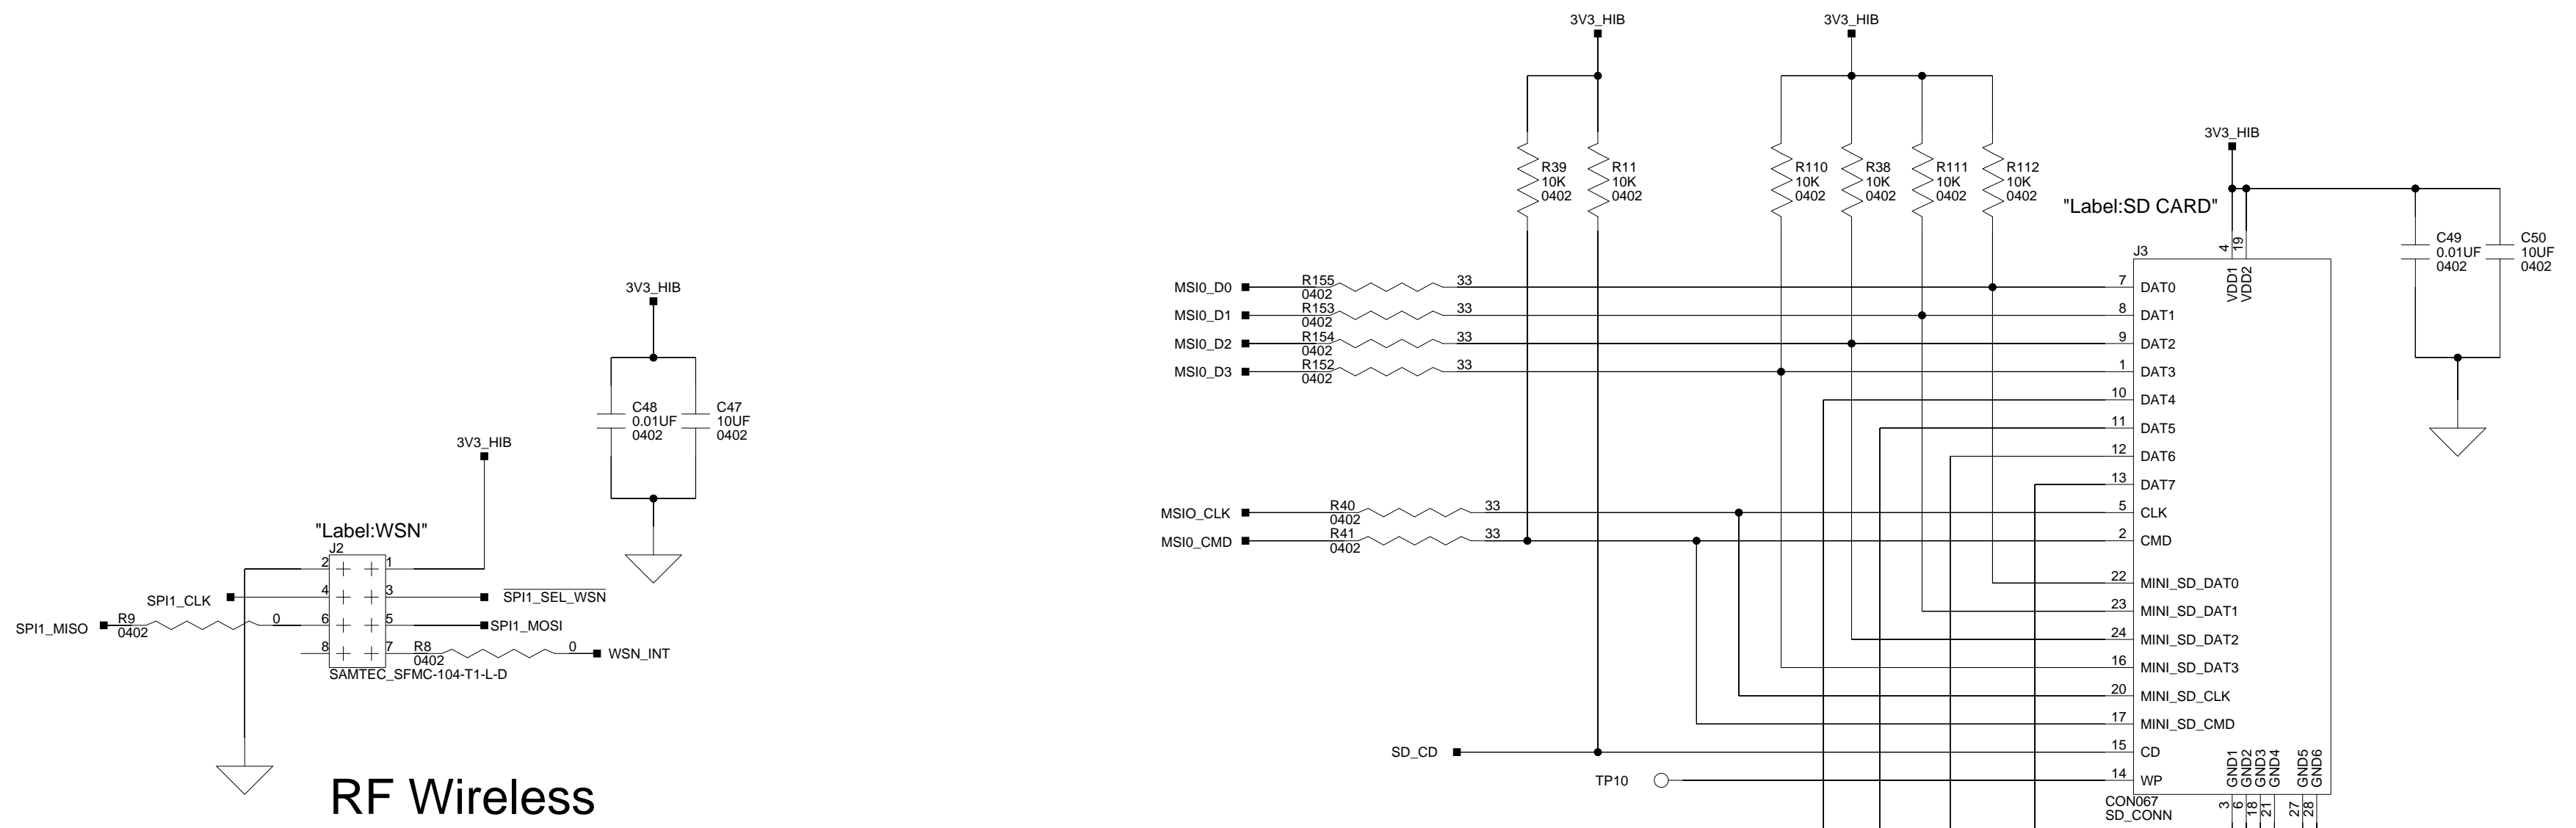 3V3_HIB
3V3_HIB
3V3_HIB
R39
10K
0402
R11
10K
0402
R110
10K
0402
R38
10K
0402
R111
10K
0402
R112
10K
0402
"Label:SD CARD"
C49
0.01UF
0402
C50
10UF
0402
J3
4
19
VDD1
VDD2
MSI0_D0
R155
0402
33
7
DAT0
MSI0_D1
R153
0402
33
8
DAT1
MSI0_D2
R154
0402
33
9
DAT2
MSI0_D3
R152
0402
33
1
DAT3
10
DAT4
11
DAT5
12
DAT6
13
DAT7
MSIO_CLK
R40
0402
33
5
CLK
MSI0_CMD
R41
0402
33
2
CMD
22
MINI_SD_DAT0
23
MINI_SD_DAT1
24
MINI_SD_DAT2
16
MINI_SD_DAT3
20
MINI_SD_CLK
17
MINI_SD_CMD
SD_CD
15
CD
TP10
14
WP
GND1
GND2
GND3
GND4
GND5
GND6
3
6
18
21
27
28
CON067
SD_CONN
3V3_HIB
C48
0.01UF
0402
C47
10UF
0402
3V3_HIB
"Label:WSN"
J2
2
1
SPI1_CLK
4
3
SPI1_SEL_WSN
SPI1_MISO
R9
0402
0
6
5
SPI1_MOSI
8
7
R8
0402
0
WSN_INT
SAMTEC_SFMC-104-T1-L-D
RF Wireless